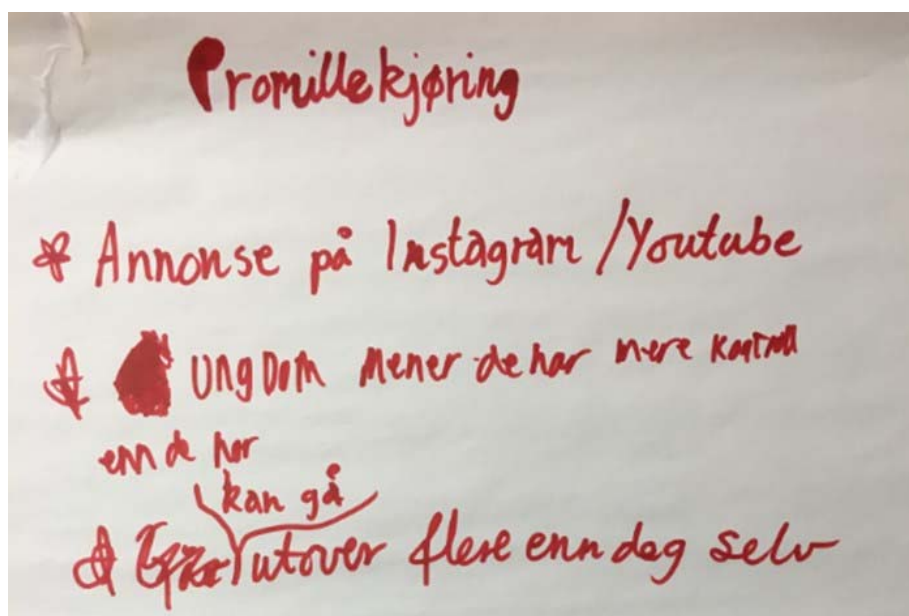 Promillekjøring
* Annonse på Instagram / Youtube
* UngDom mener de har mere kontroll
enn de har
kan gå
* utover flere enn deg selv